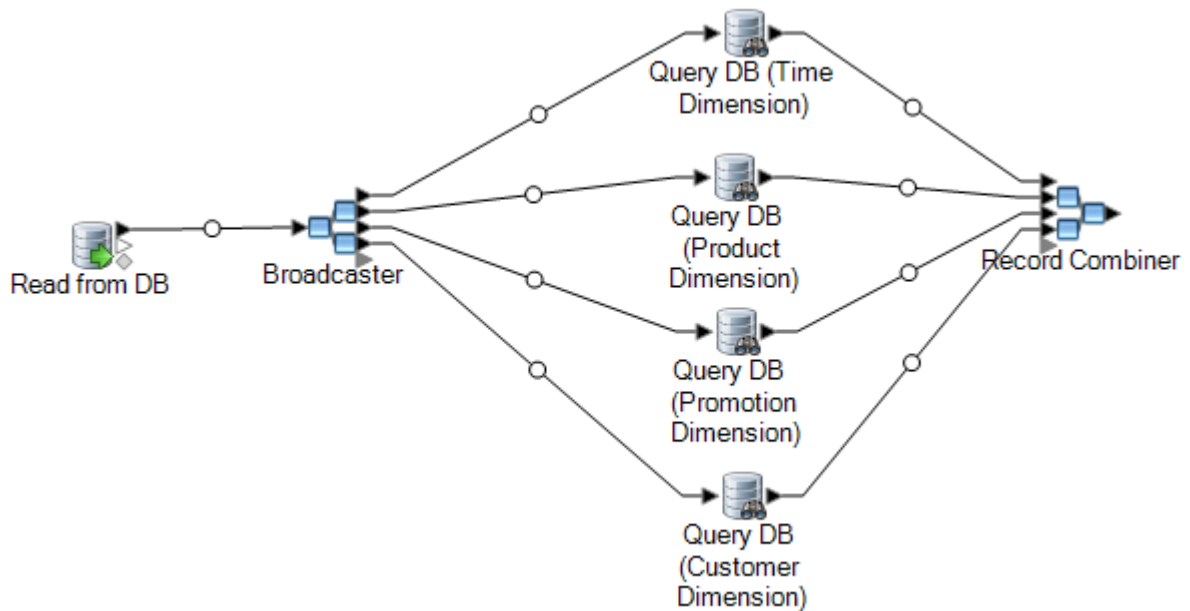 Query DB (Time
Dimension)
Query DB
(Product
Dimension)
Read from DB
Broadcaster
Record Combiner
Query DB
(Promotion
Dimension)
Query DB
(Customer
Dimension)